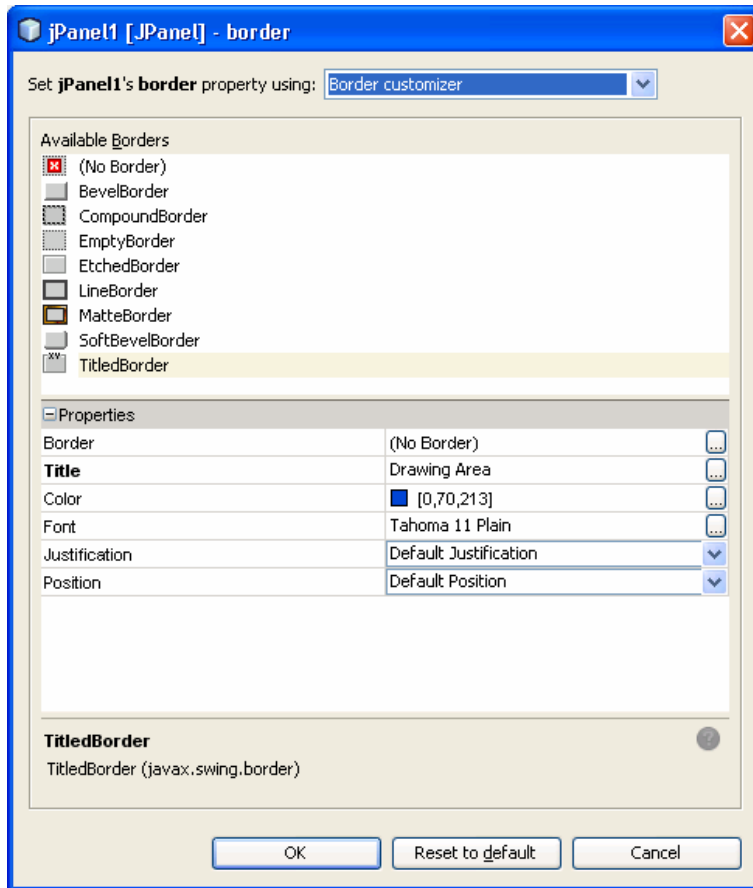 jPanel1 [JPanel] - border
Set jPanel1's border property using: Border customizer
Available Borders
(No Border)
BevelBorder
CompoundBorder
EmptyBorder
EtchedBorder
LineBorder
MatteBorder
SoftBevelBorder
XY TitledBorder
Properties
Border (No Border) ...
Title Drawing Area ...
Color [0,70,213] ...
Font Tahoma 11 Plain ...
Justification Default Justification
Position Default Position
TitledBorder ?
TitledBorder (javax.swing.border)
OK Reset to default Cancel